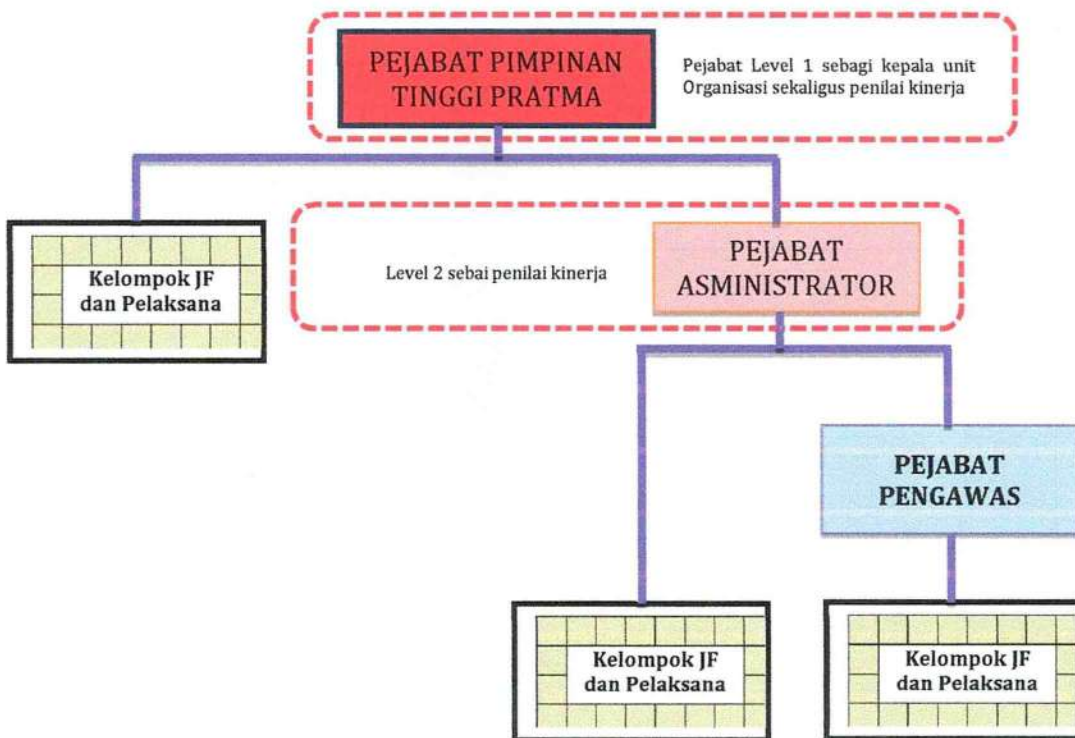 PEJABAT PIMPINAN
TINGGI PRATMA
Pejabat Level 1 sebagi kepala unit
Organisasi sekaligus penilai kinerja
Kelompok JF
dan Pelaksana
Level 2 sebai penilai kinerja
PEJABAT
ASMINISTRATOR
PEJABAT
PENGAWAS
Kelompok JF
dan Pelaksana
Kelompok JF
dan Pelaksana